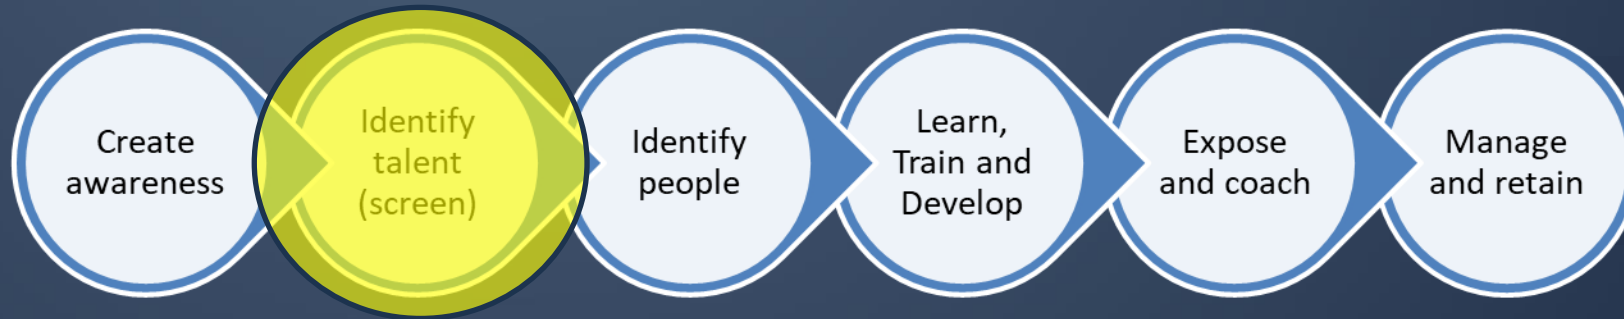 Create
awareness
Identify
talent
(screen)
Identify
people
Learn,
Train and
Develop
Expose
and coach
Manage
and retain